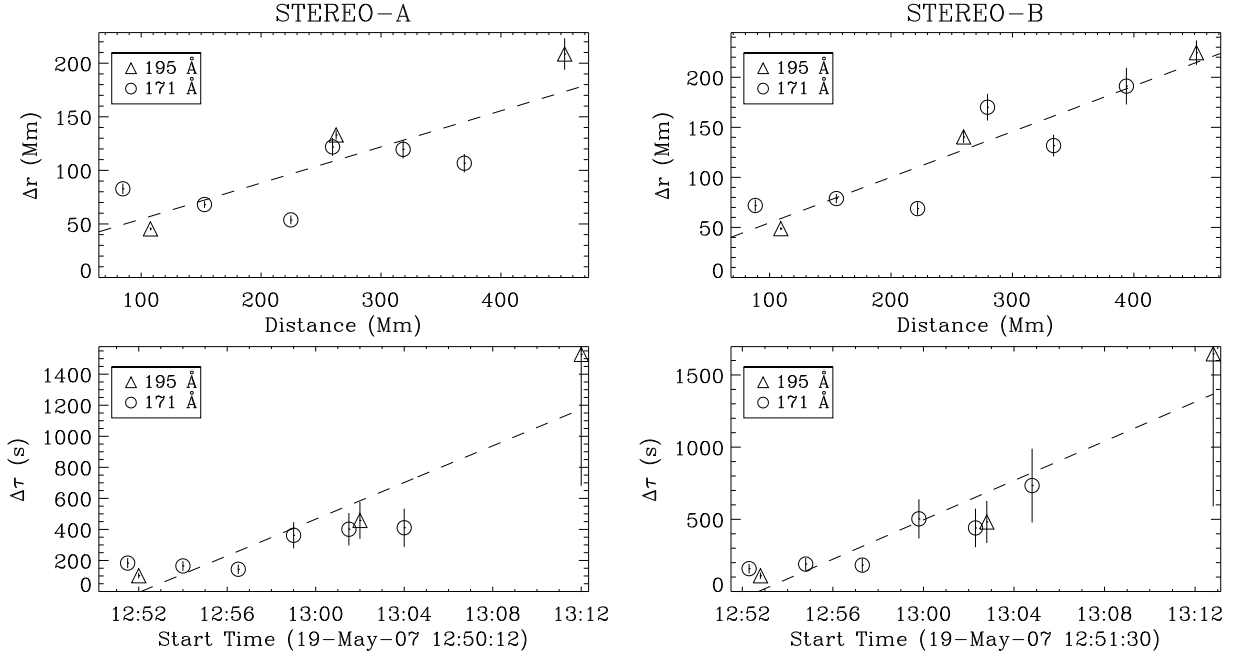 STEREO-A
STEREO-B
△ 195 Å
○ 171 Å
200
150
100
50
0
Δr (Mm)
100 200 300 400
Distance (Mm)
△ 195 Å
○ 171 Å
200
150
100
50
0
Δr (Mm)
100 200 300 400
Distance (Mm)
△ 195 Å
○ 171 Å
1400
1200
1000
800
600
400
200
0
Δτ (s)
12:52 12:56 13:00 13:04 13:08 13:12
Start Time (19-May-07 12:50:12)
△ 195 Å
○ 171 Å
1500
1000
500
0
Δτ (s)
12:52 12:56 13:00 13:04 13:08 13:12
Start Time (19-May-07 12:51:30)